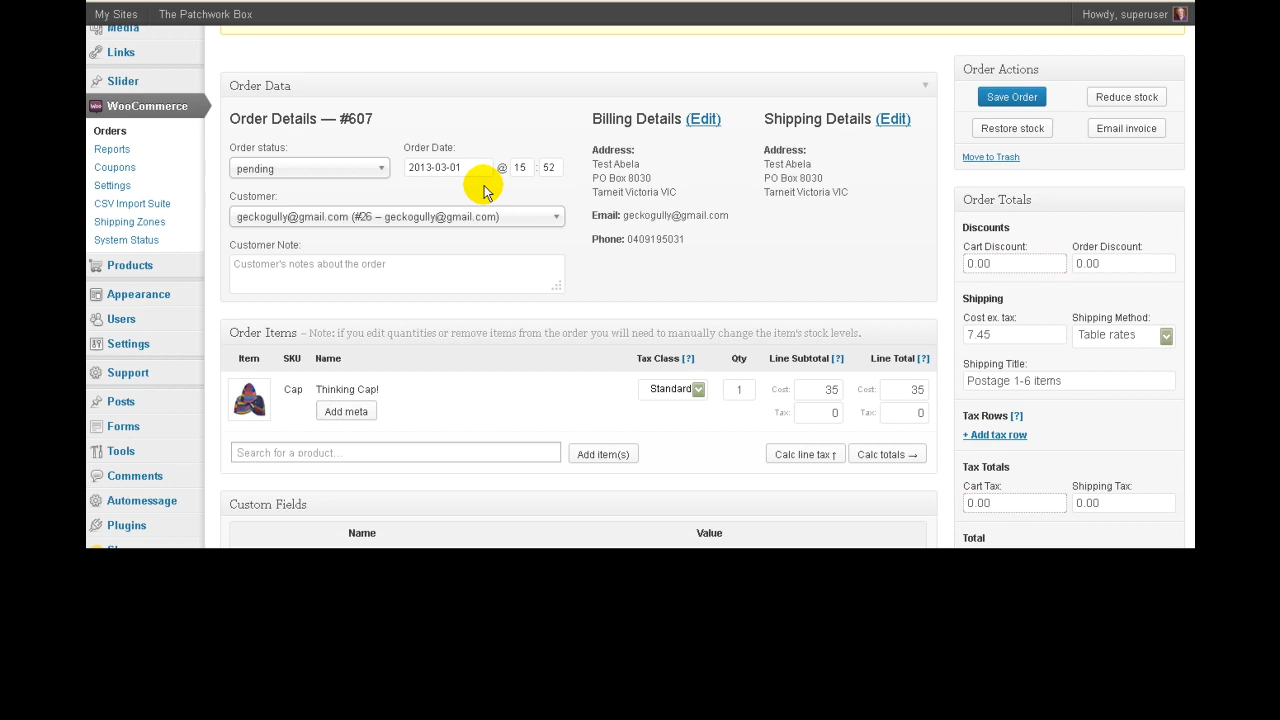 My Sites The Patchwork Box Howdy, superuser
Media
Links
Slider
WooCommerce
Orders
Reports
Coupons
Settings
CSV Import Suite
Shipping Zones
System Status
Products
Appearance
Users
Settings
Support
Posts
Forms
Tools
Comments
Automessage
Plugins
Order Data
Order Details — #607
Order status: Order Date:
pending 2013-03-01 @ 15 : 52
Customer:
geckogully@gmail.com (#26 – geckogully@gmail.com)
Customer Note:
Customer's notes about the order
Billing Details (Edit)
Address:
Test Abela
PO Box 8030
Tarneit Victoria VIC
Email: geckogully@gmail.com
Phone: 0409195031
Shipping Details (Edit)
Address:
Test Abela
PO Box 8030
Tarneit Victoria VIC
Order Items – Note: if you edit quantities or remove items from the order you will need to manually change the item's stock levels.
Item SKU Name Tax Class [?] Qty Line Subtotal [?] Line Total [?]
Cap Thinking Cap! Standard 1 Cost: 35 Cost: 35
Add meta Tax: 0 Tax: 0
Search for a product... Add item(s) Calc line tax ↑ Calc totals →
Custom Fields
Name Value
Order Actions
Save Order Reduce stock
Restore stock Email invoice
Move to Trash
Order Totals
Discounts
Cart Discount: Order Discount:
0.00 0.00
Shipping
Cost ex. tax: Shipping Method:
7.45 Table rates
Shipping Title:
Postage 1-6 items
Tax Rows [?]
+ Add tax row
Tax Totals
Cart Tax: Shipping Tax:
0.00 0.00
Total